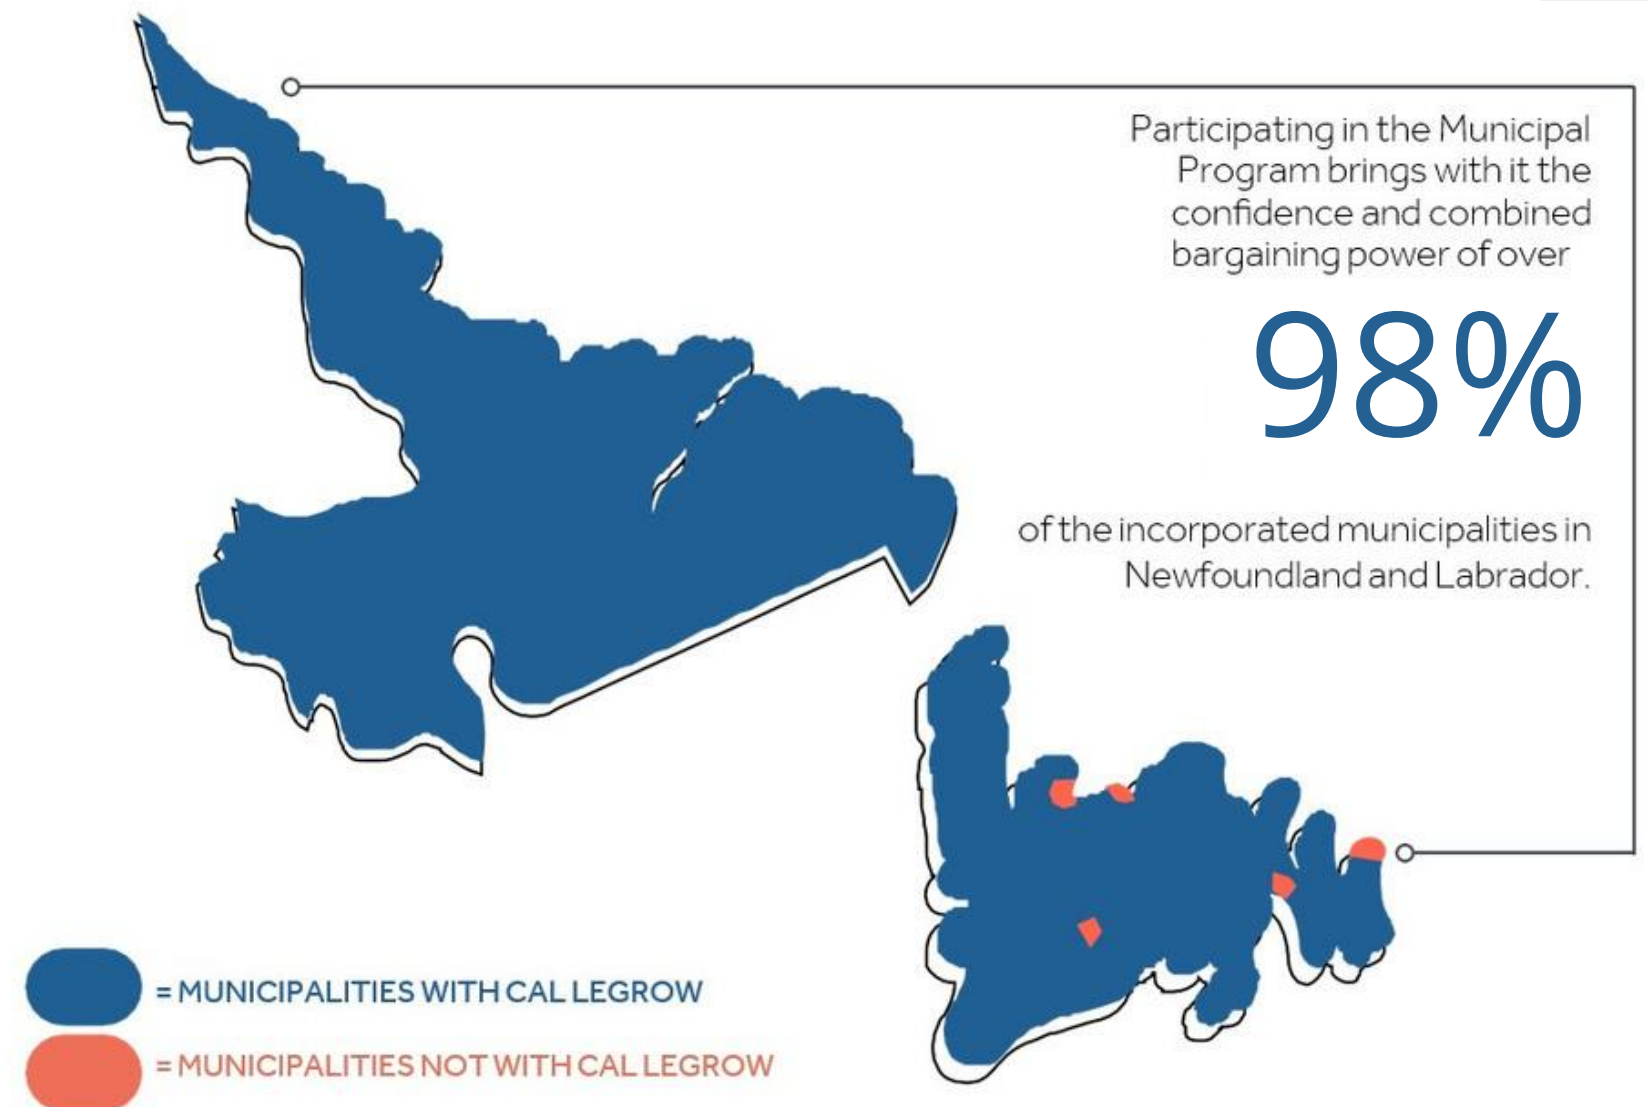 Participating in the Municipal
Program brings with it the
confidence and combined
bargaining power of over
98%
of the incorporated municipalities in
Newfoundland and Labrador.
= MUNICIPALITIES WITH CAL LEGROW
= MUNICIPALITIES NOT WITH CAL LEGROW